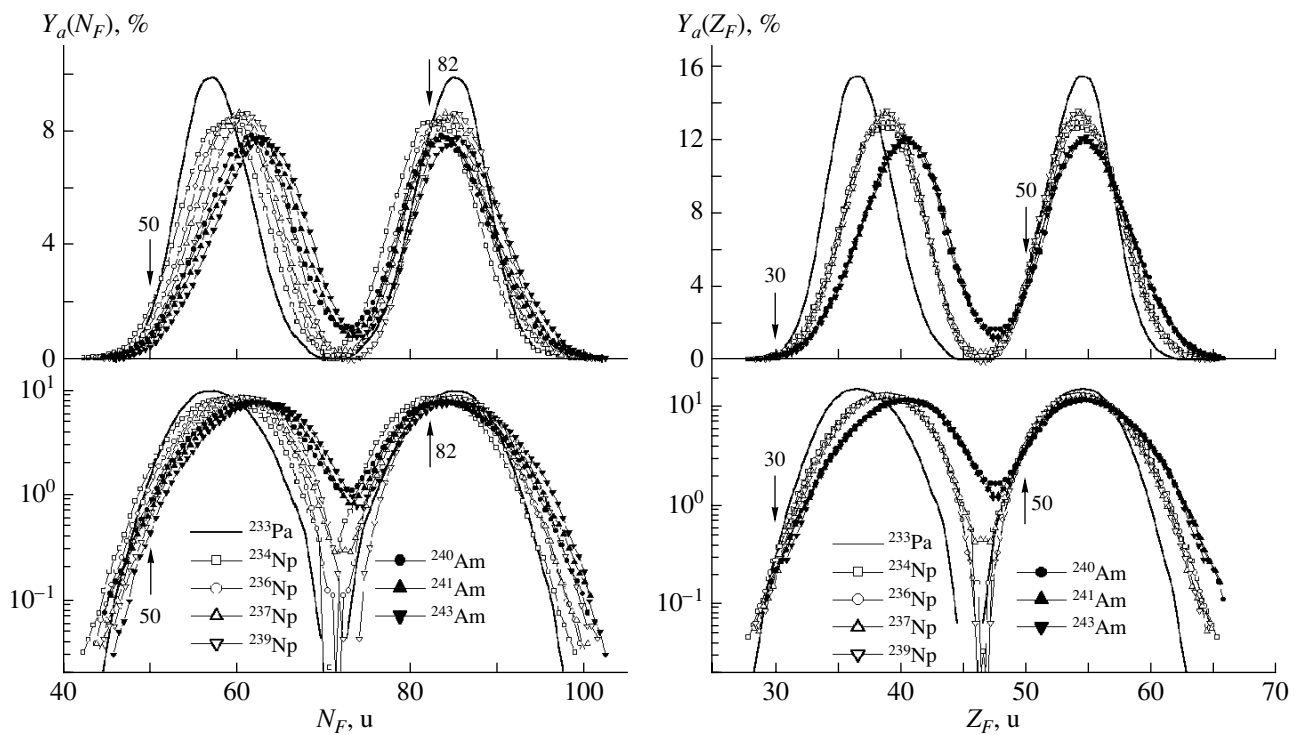 Y_a(N_F), %
82
8
50
4
0
10^1
82
10^0
^233Pa
^234Np
^236Np
^237Np
^239Np
^240Am
^241Am
^243Am
10^–1
50
40 60 80 100
N_F, u
Y_a(Z_F), %
16
12
50
8
30
4
0
10^1
30
50
10^0
^233Pa
^234Np
^236Np
^237Np
^239Np
^240Am
^241Am
^243Am
10^–1
30 40 50 60 70
Z_F, u